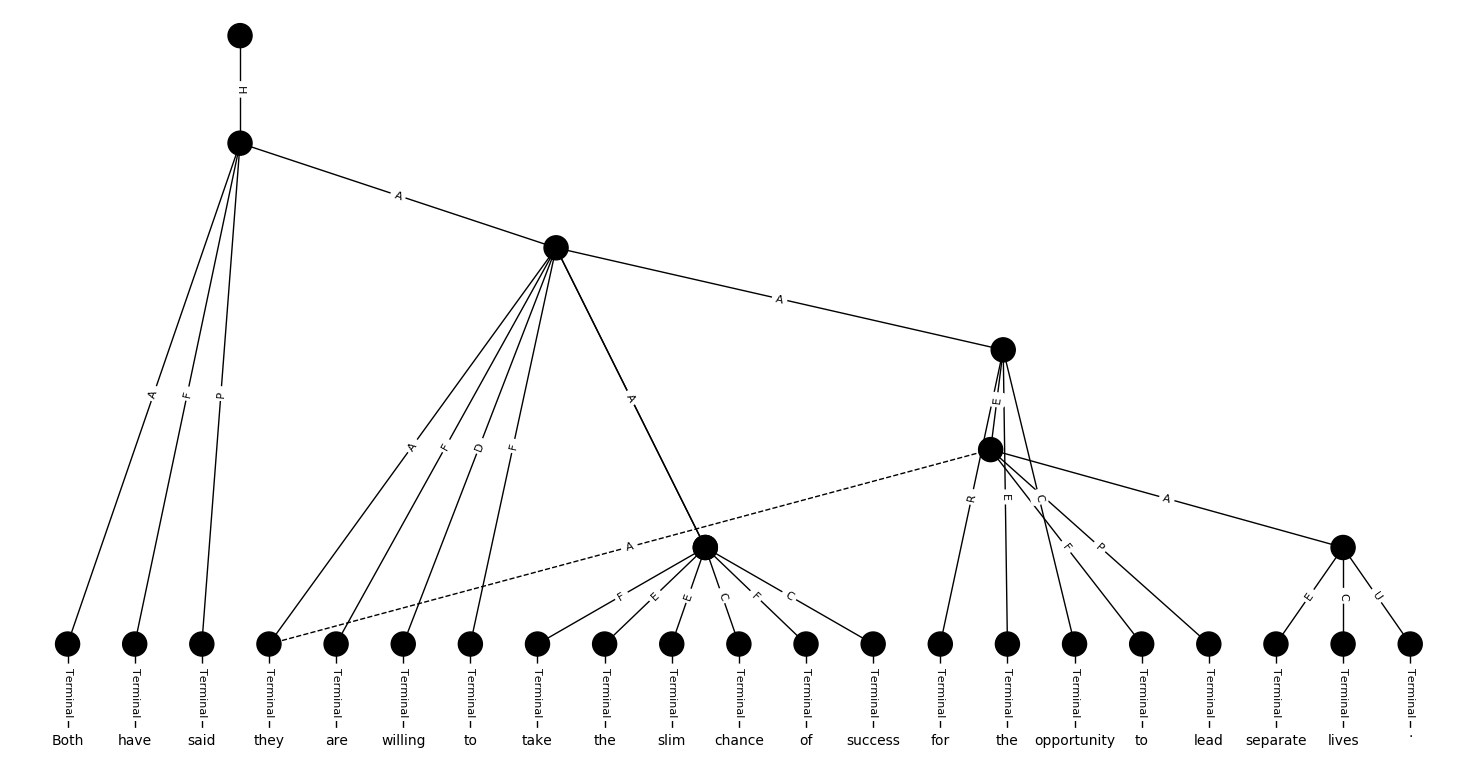 H
A
A
A F P
E
A
A F D F
R E C A
A
F P
F E E C F C
E C U
Terminal Terminal Terminal Terminal Terminal Terminal Terminal Terminal Terminal Terminal Terminal Terminal Terminal Terminal Terminal Terminal Terminal Terminal Terminal Terminal Terminal
Both have said they are willing to take the slim chance of success for the opportunity to lead separate lives .